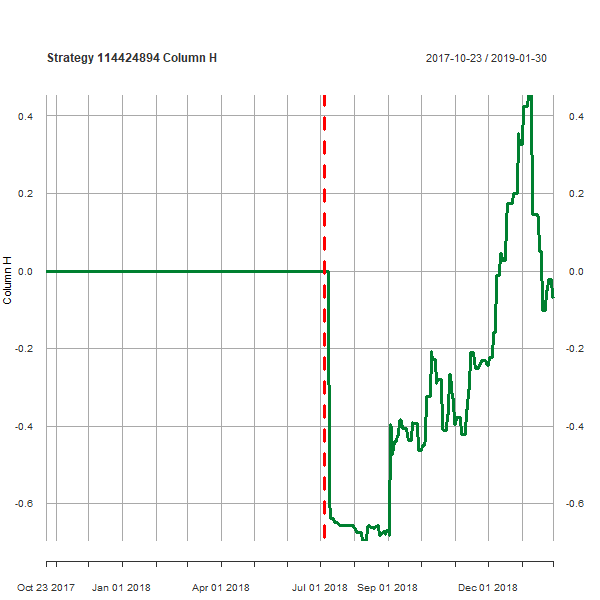 Strategy 114424894 Column H
2017-10-23 / 2019-01-30
0.4 0.4
0.2 0.2
0.0 0.0
-0.2 -0.2
-0.4 -0.4
-0.6 -0.6
Column H
Oct 23 2017 Jan 01 2018 Apr 01 2018 Jul 01 2018 Sep 01 2018 Dec 01 2018